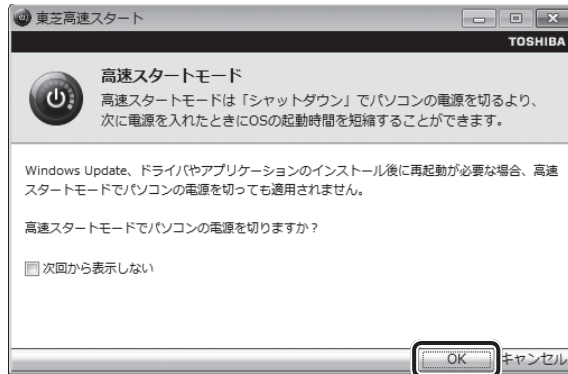 東芝高速スタート
TOSHIBA
高速スタートモード
高速スタートモードは「シャットダウン」でパソコンの電源を切るより、
次に電源を入れたときにOSの起動時間を短縮することができます。
Windows Update、ドライバやアプリケーションのインストール後に再起動が必要な場合、高速
スタートモードでパソコンの電源を切っても適用されません。
高速スタートモードでパソコンの電源を切りますか？
次回から表示しない
OK
キャンセル